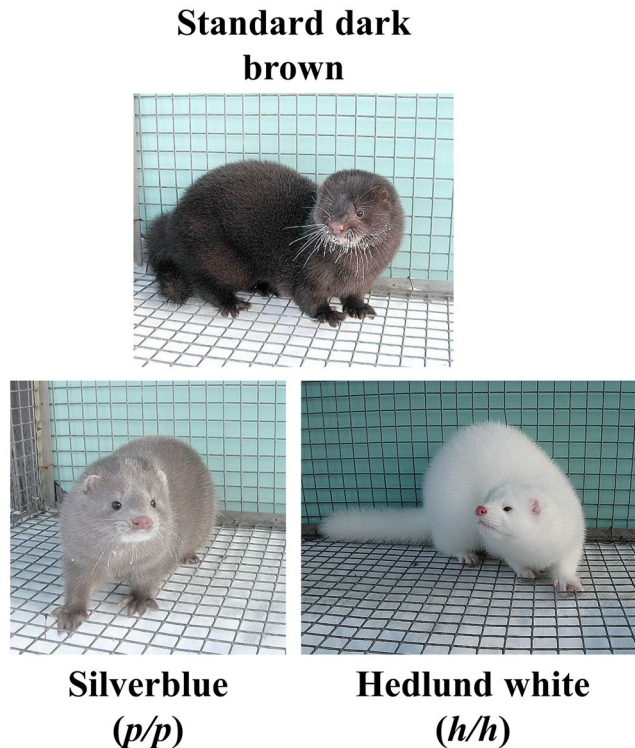 Standard dark
brown
Silverblue
(p/p)
Hedlund white
(h/h)